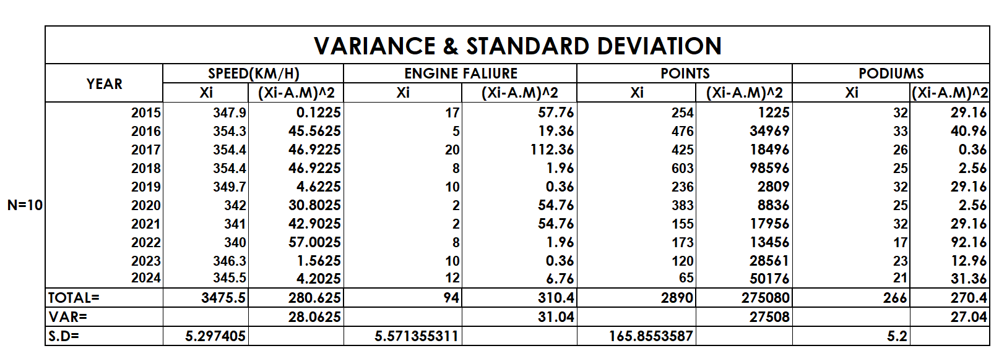 VARIANCE & STANDARD DEVIATION
YEAR SPEED(KM/H) ENGINE FALIURE POINTS PODIUMS
Xi (Xi-A.M)^2 Xi (Xi-A.M)^2 Xi (Xi-A.M)^2 Xi (Xi-A.M)^2
2015 347.9 0.1225 17 57.76 254 1225 32 29.16
2016 354.3 45.5625 5 19.36 476 34969 33 40.96
2017 354.4 46.9225 20 112.36 425 18496 26 0.36
2018 354.4 46.9225 8 1.96 603 98596 25 2.56
2019 349.7 4.6225 10 0.36 236 2809 32 29.16
N=10 2020 342 30.8025 2 54.76 383 8836 25 2.56
2021 341 42.9025 2 54.76 155 17956 32 29.16
2022 340 57.0025 8 1.96 173 13456 17 92.16
2023 346.3 1.5625 10 0.36 120 28561 23 12.96
2024 345.5 4.2025 12 6.76 65 50176 21 31.36
TOTAL= 3475.5 280.625 94 310.4 2890 275080 266 270.4
VAR= 28.0625 31.04 27508 27.04
S.D= 5.297405 5.571355311 165.8553587 5.2